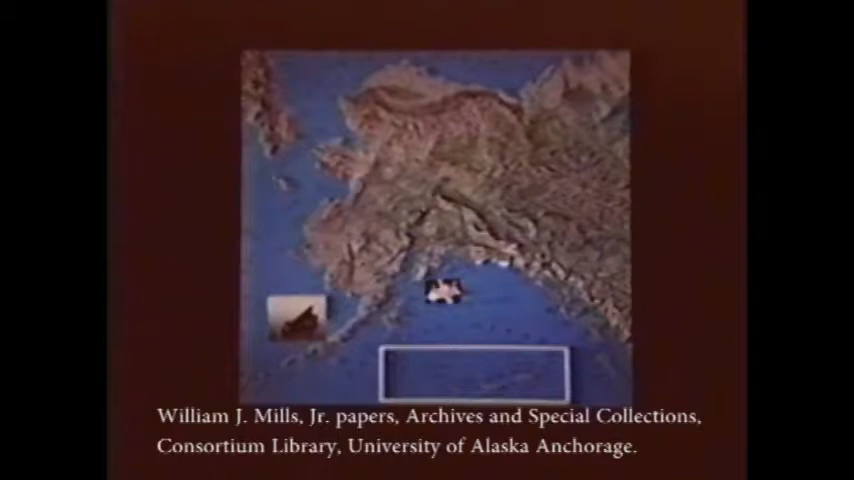 William J. Mills, Jr. papers, Archives and Special Collections,
Consortium Library, University of Alaska Anchorage.